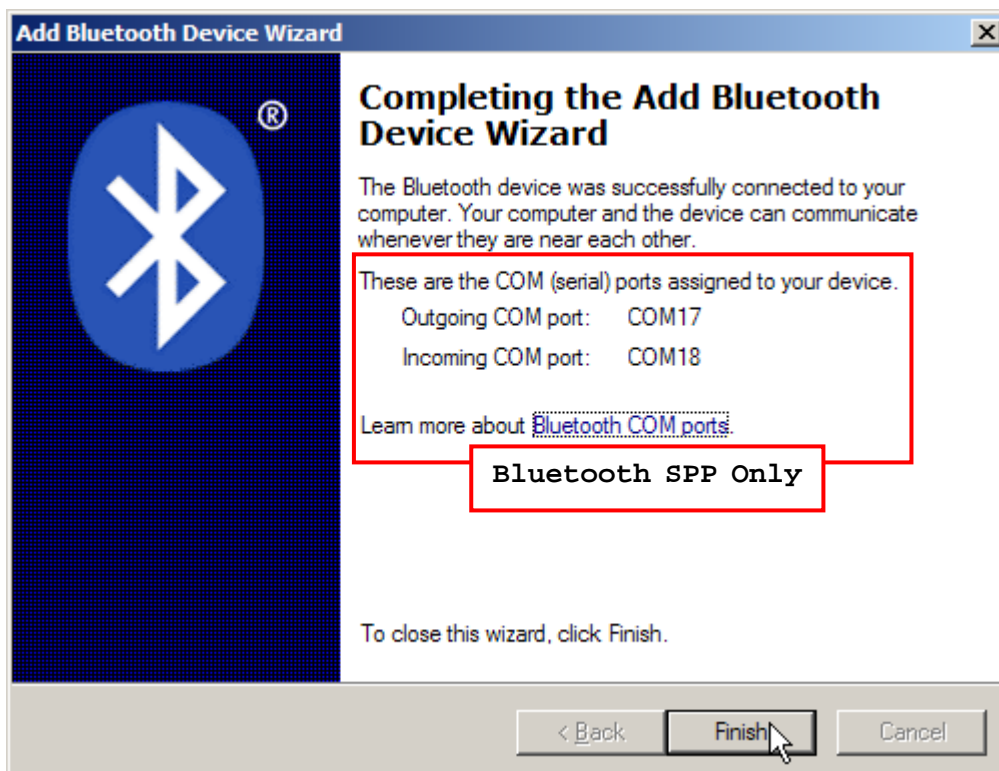 Add Bluetooth Device Wizard
®
Completing the Add Bluetooth
Device Wizard
The Bluetooth device was successfully connected to your
computer. Your computer and the device can communicate
whenever they are near each other.
These are the COM (serial) ports assigned to your device.
Outgoing COM port: COM17
Incoming COM port: COM18
Learn more about Bluetooth COM ports.
Bluetooth SPP Only
To close this wizard, click Finish.
< Back Finish Cancel